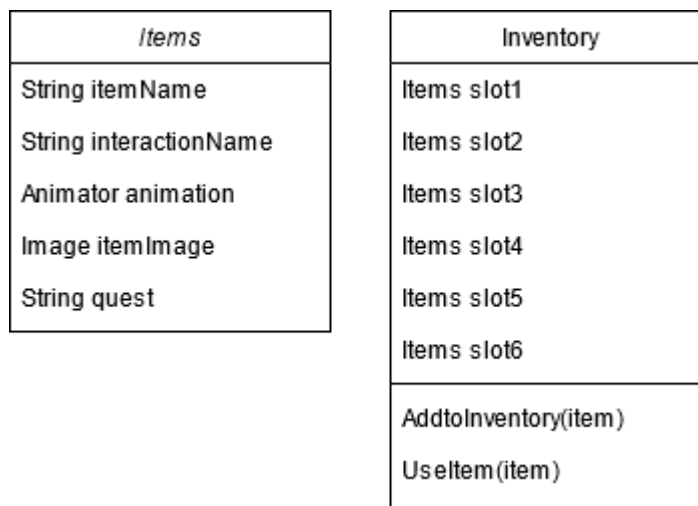 Items
String itemName
String interactionName
Animator animation
Image itemImage
String quest
Inventory
Items slot1
Items slot2
Items slot3
Items slot4
Items slot5
Items slot6
AddtoInventory(item)
UseItem(item)